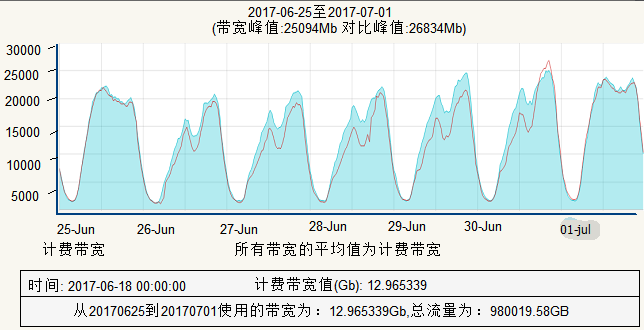 2017-06-25至2017-07-01
(带宽峰值:25094Mb 对比峰值:26834Mb)
30000
25000
20000
15000
10000
5000
25-Jun 26-Jun 27-Jun 28-Jun 29-Jun 30-Jun 01-jul
计费带宽 所有带宽的平均值为计费带宽
时间: 2017-06-18 00:00:00 计费带宽值(Gb): 12.965339
从20170625到20170701使用的带宽为：12.965339Gb,总流量为：980019.58GB